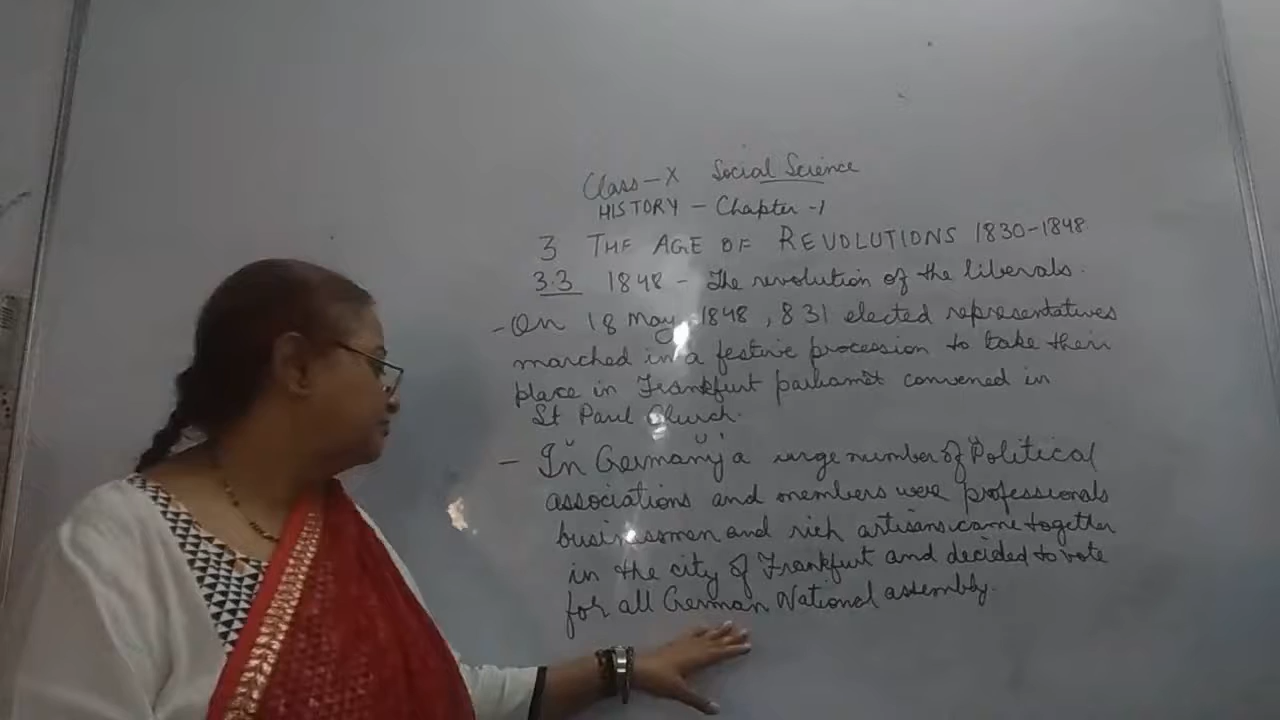 Class-X Social Science
HISTORY - Chapter -1
3 THE AGE OF REVOLUTIONS 1830-1848
3.3 1848 - The revolution of the liberals.
- On 18 May 1848, 831 elected representatives
marched in a festive procession to take their
place in Frankfurt parliament convened in
St Paul Church.
- In Germany a number of Political
associations and members were professionals
businessmen and rich artisans came together
in the city of Frankfurt and decided to vote
for all German National assembly.